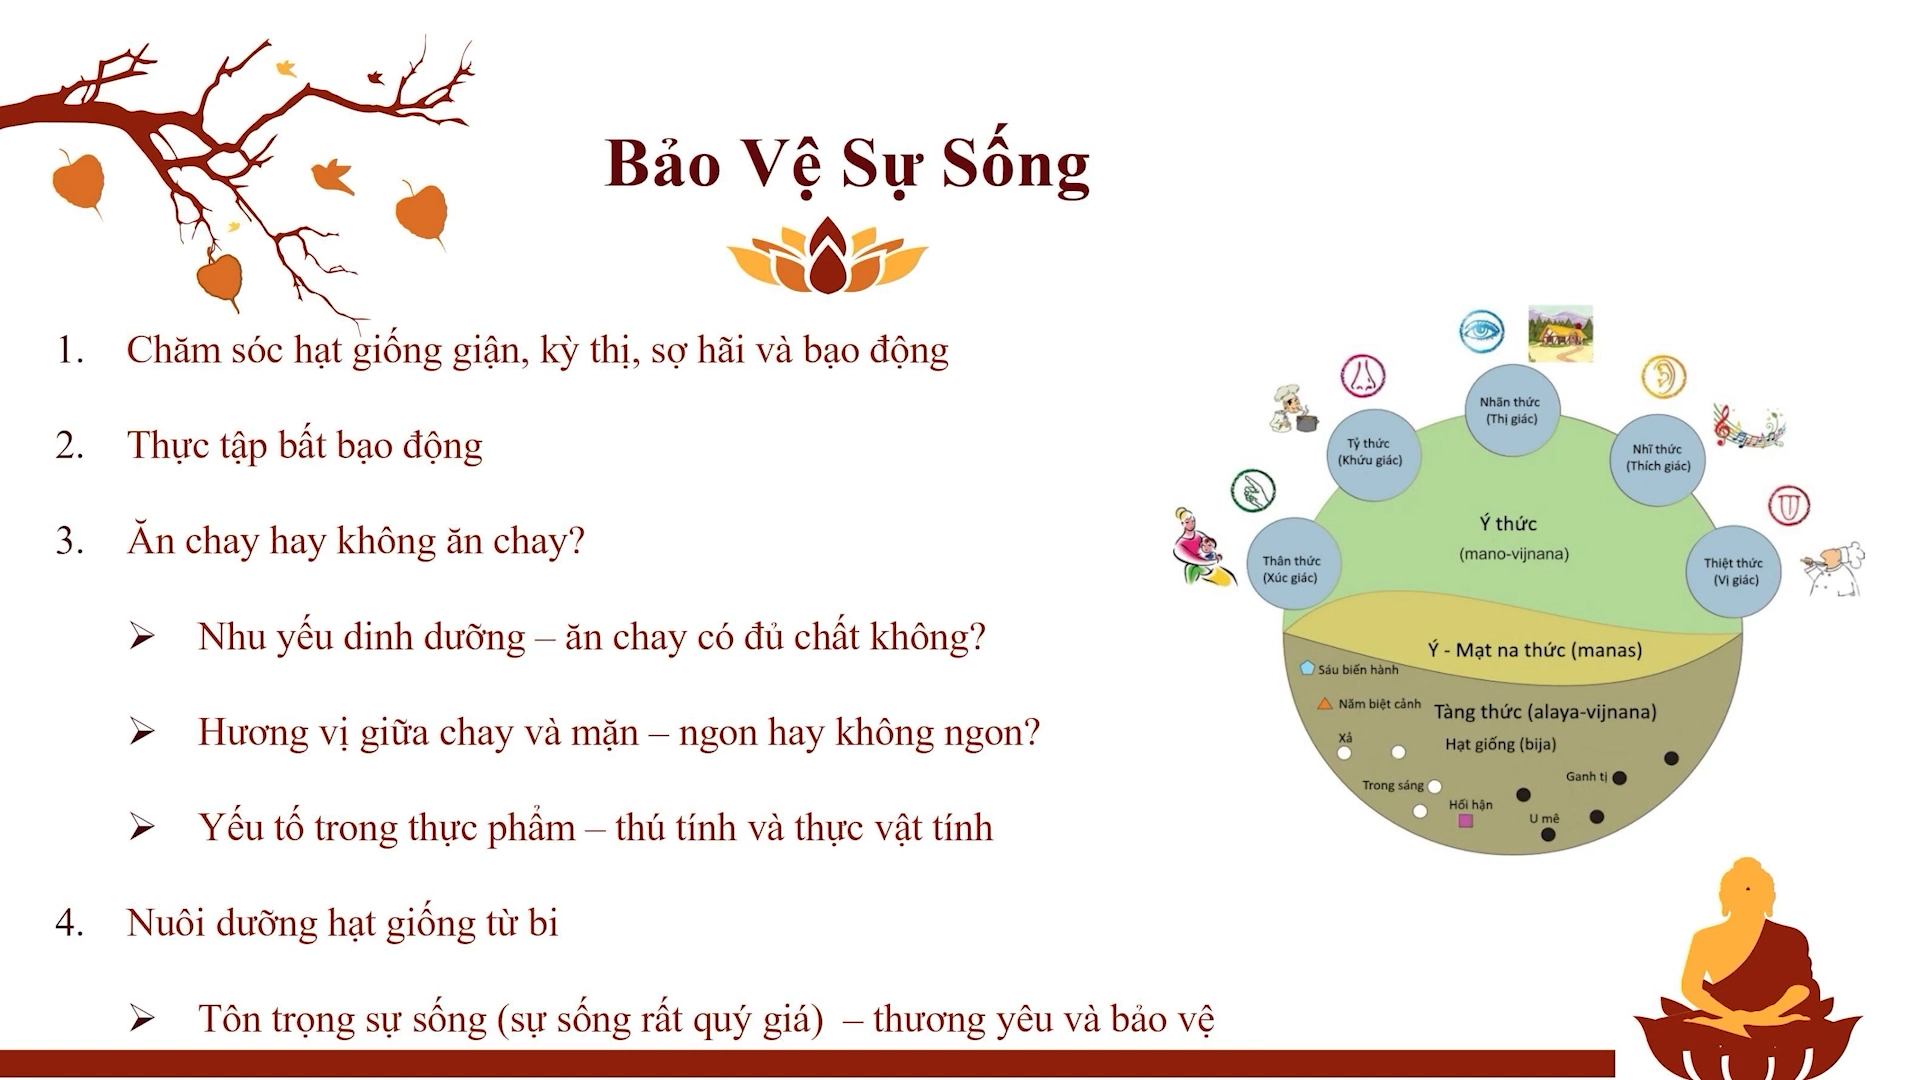 Bảo Vệ Sự Sống
1. Chăm sóc hạt giống giận, kỳ thị, sợ hãi và bạo động
2. Thực tập bất bạo động
3. Ăn chay hay không ăn chay?
➢ Nhu yếu dinh dưỡng – ăn chay có đủ chất không?
➢ Hương vị giữa chay và mặn – ngon hay không ngon?
➢ Yếu tố trong thực phẩm – thú tính và thực vật tính
4. Nuôi dưỡng hạt giống từ bi
➢ Tôn trọng sự sống (sự sống rất quý giá) – thương yêu và bảo vệ
Nhãn thức
(Thị giác)
Tỷ thức
(Khứu giác)
Nhĩ thức
(Thích giác)
Thân thức
(Xúc giác)
Thiệt thức
(Vị giác)
Ý thức
(mano-vijnana)
Ý - Mạt na thức (manas)
Sáu biến hành
Năm biệt cảnh
Tàng thức (alaya-vijnana)
Hạt giống (bija)
Xả
Trong sáng
Hối hận
Ganh tị
U mê